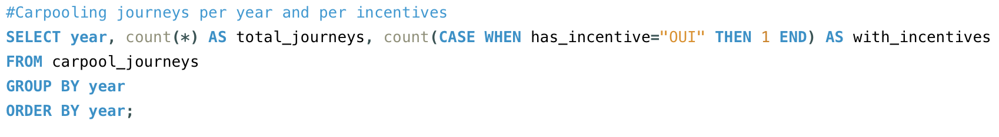 #Carpooling journeys per year and per incentives
SELECT year, count(*) AS total_journeys, count(CASE WHEN has_incentive="OUI" THEN 1 END) AS with_incentives
FROM carpool_journeys
GROUP BY year
ORDER BY year;